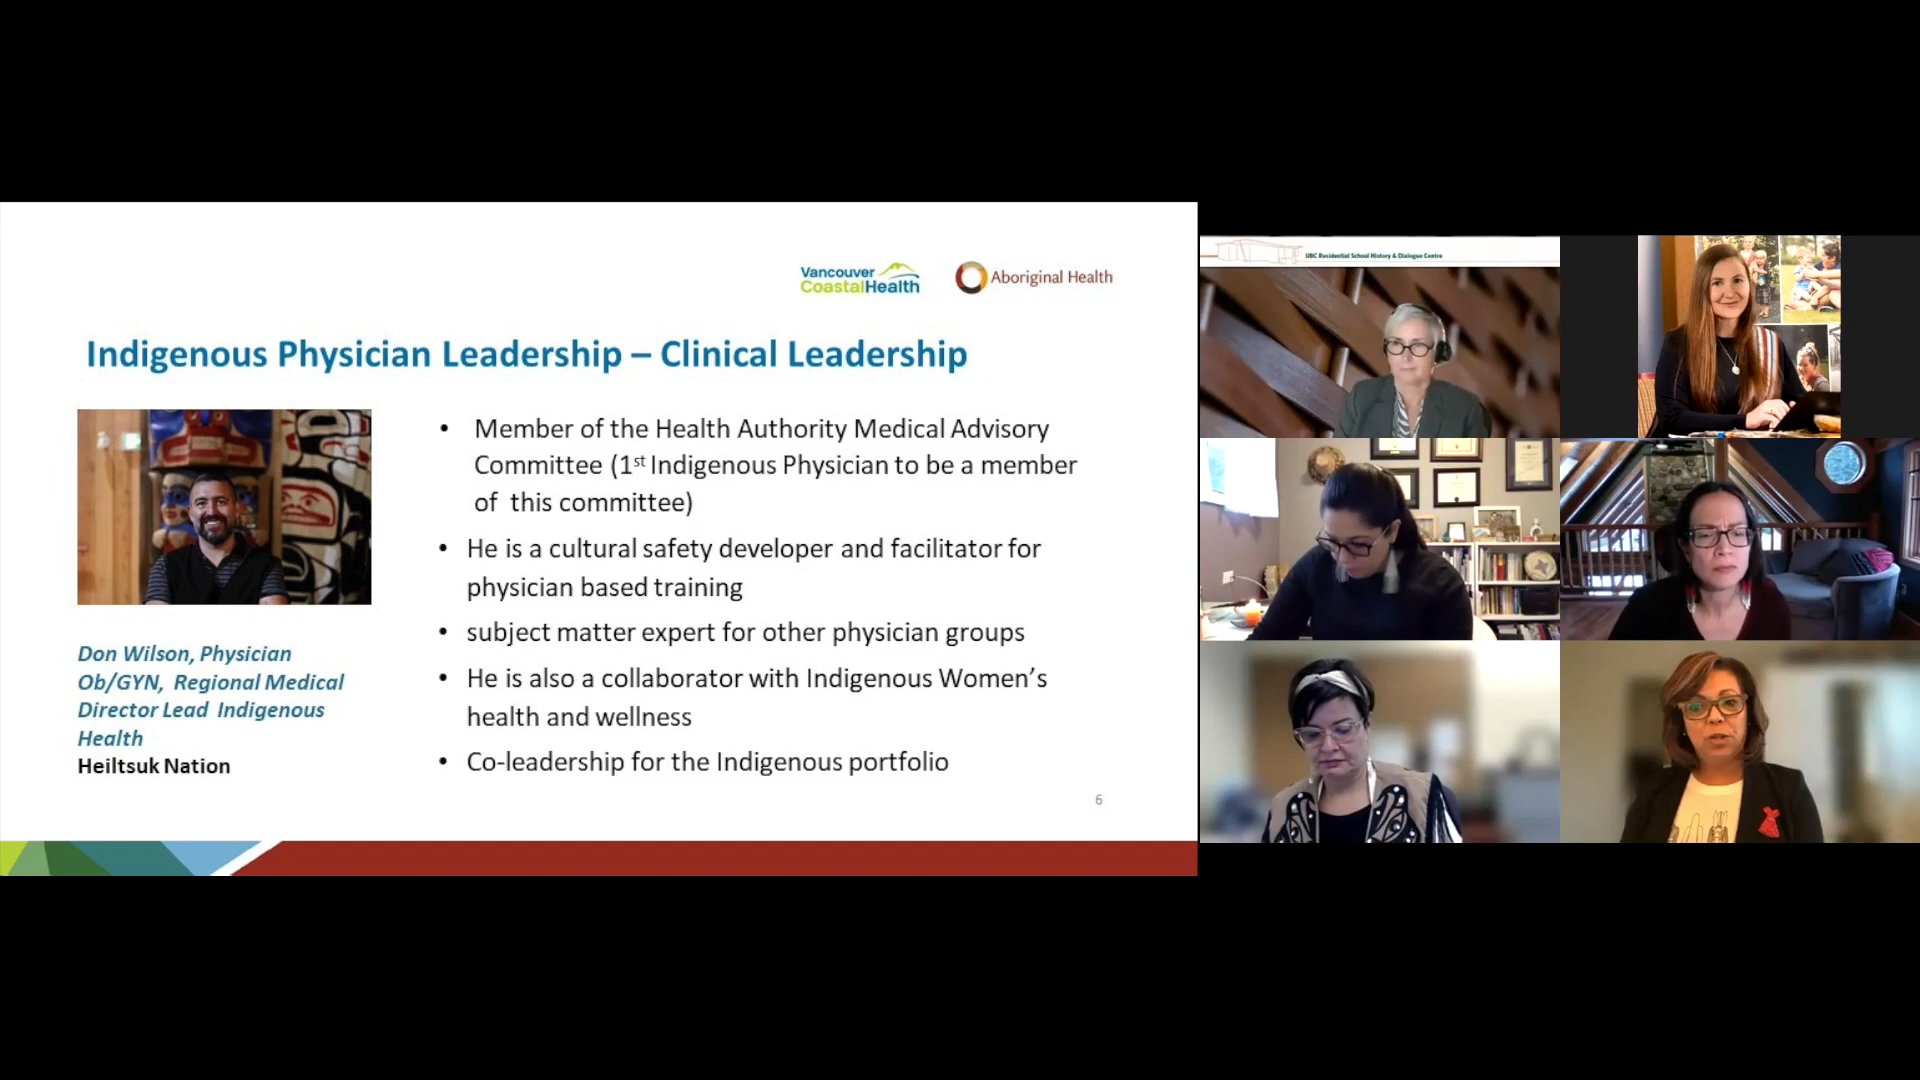 Vancouver
CoastalHealth
Aboriginal Health
Indigenous Physician Leadership – Clinical Leadership
• Member of the Health Authority Medical Advisory
Committee (1st Indigenous Physician to be a member
of this committee)
• He is a cultural safety developer and facilitator for
physician based training
• subject matter expert for other physician groups
• He is also a collaborator with Indigenous Women's
health and wellness
• Co-leadership for the Indigenous portfolio
Don Wilson, Physician
Ob/GYN, Regional Medical
Director Lead Indigenous
Health
Heiltsuk Nation
6
UBC Residential School History & Dialogue Centre